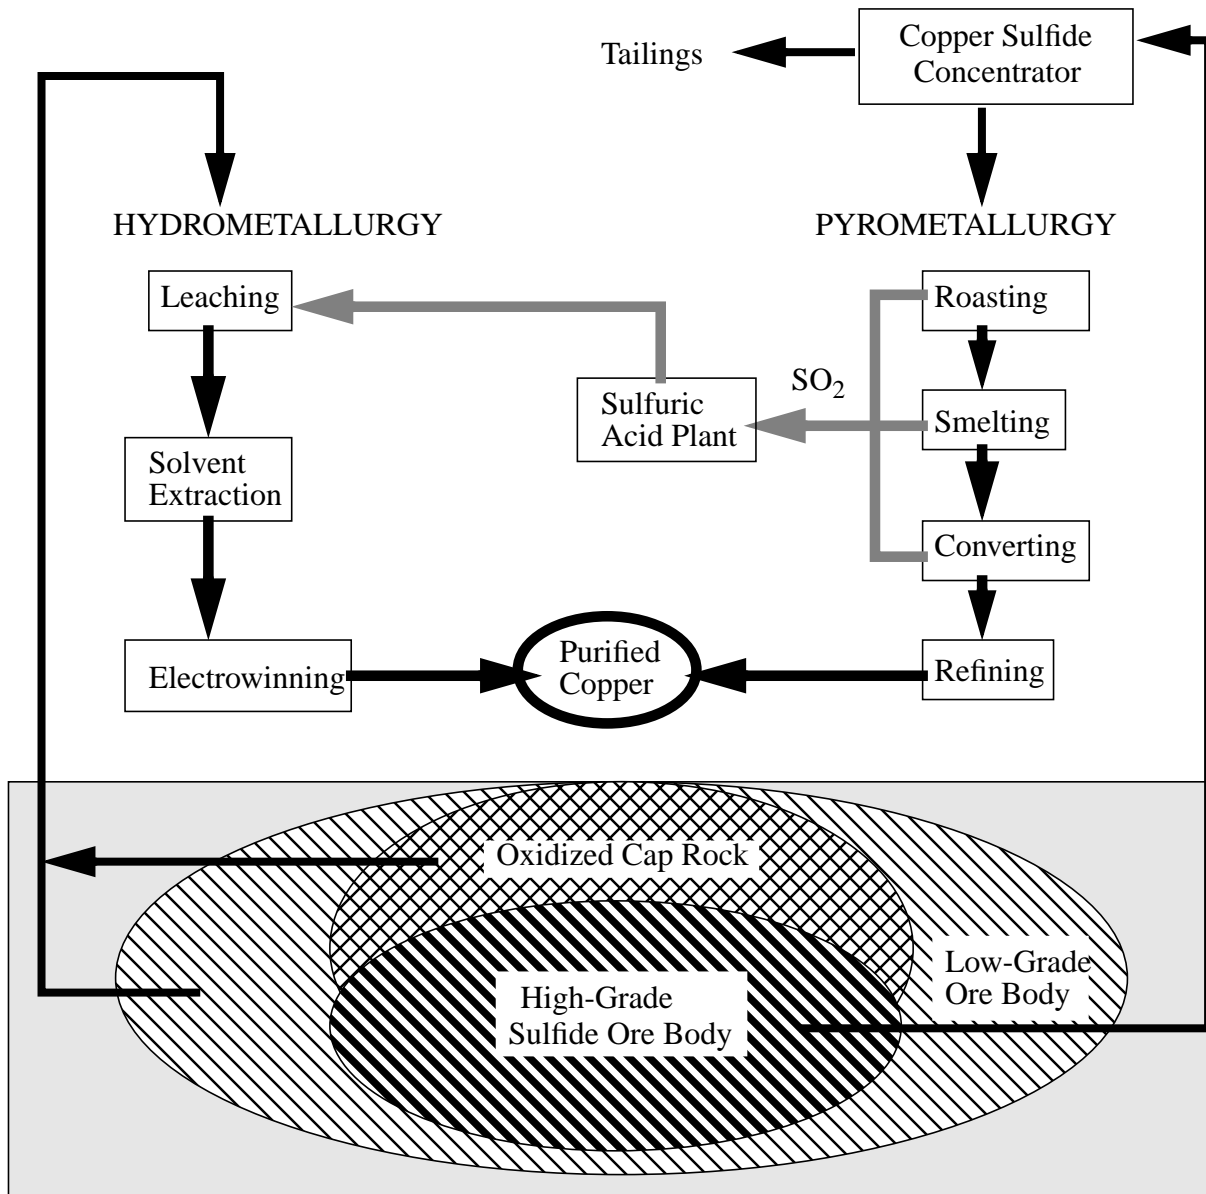 Tailings
Copper Sulfide
Concentrator
HYDROMETALLURGY
PYROMETALLURGY
Leaching
Roasting
SO2
Sulfuric
Acid Plant
Smelting
Solvent
Extraction
Converting
Electrowinning
Purified
Copper
Refining
Oxidized Cap Rock
Low-Grade
Ore Body
High-Grade
Sulfide Ore Body